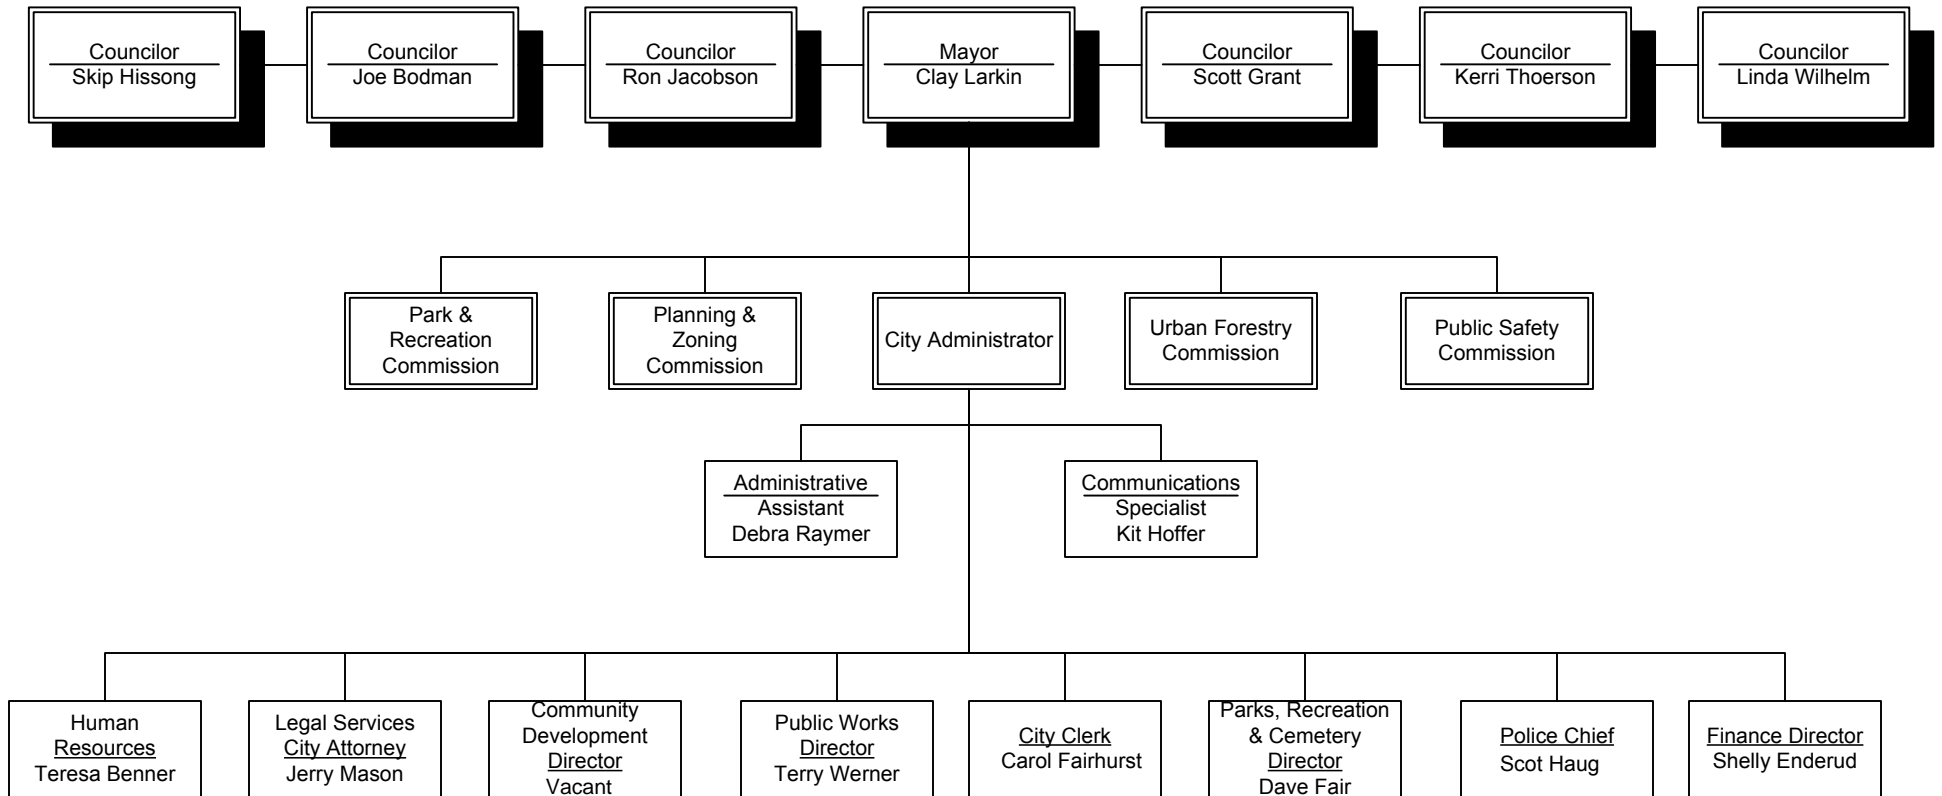 Councilor
Skip Hissong
Councilor
Joe Bodman
Councilor
Ron Jacobson
Mayor
Clay Larkin
Councilor
Scott Grant
Councilor
Kerri Thoerson
Councilor
Linda Wilhelm
Park &
Recreation
Commission
Planning &
Zoning
Commission
City Administrator
Urban Forestry
Commission
Public Safety
Commission
Administrative
Assistant
Debra Raymer
Communications
Specialist
Kit Hoffer
Human
Resources
Teresa Benner
Legal Services
City Attorney
Jerry Mason
Community
Development
Director
Vacant
Public Works
Director
Terry Werner
City Clerk
Carol Fairhurst
Parks, Recreation
& Cemetery
Director
Dave Fair
Police Chief
Scot Haug
Finance Director
Shelly Enderud